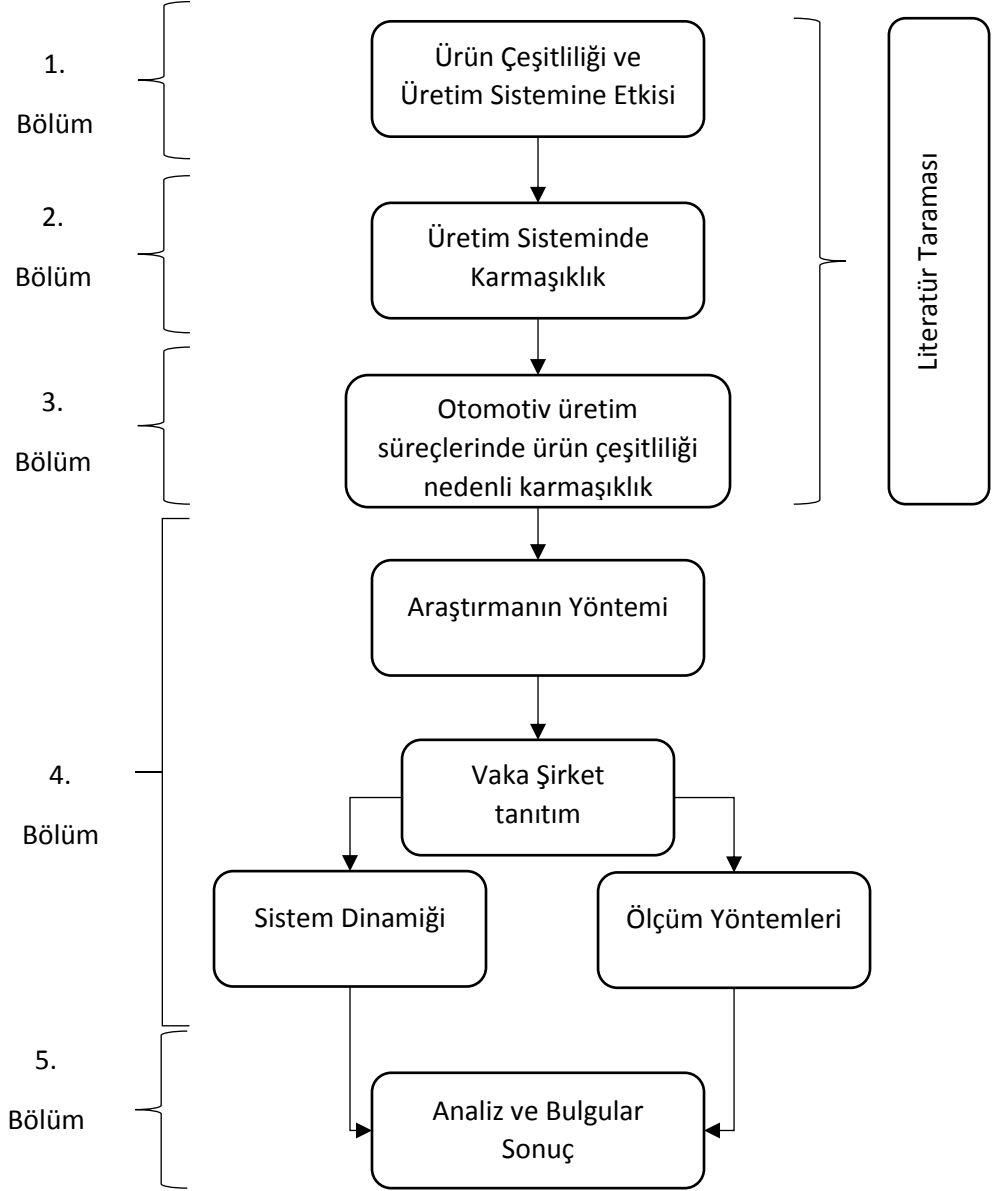 1.
Bölüm
Ürün Çeşitliliği ve
Üretim Sistemine Etkisi
2.
Bölüm
Üretim Sisteminde
Karmaşıklık
3.
Bölüm
Otomotiv üretim
süreçlerinde ürün çeşitliliği
nedenli karmaşıklık
Literatür Taraması
4.
Bölüm
Araştırmanın Yöntemi
Vaka Şirket
tanıtım
Sistem Dinamiği
Ölçüm Yöntemleri
5.
Bölüm
Analiz ve Bulgular
Sonuç